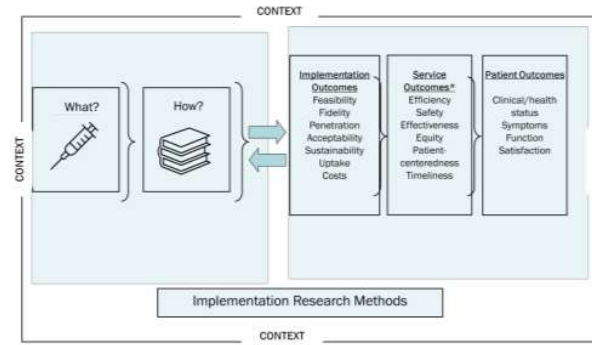 CONTEXT
CONTEXT
What?
How?
Implementation
Outcomes
Feasibility
Fidelity
Penetration
Acceptability
Sustainability
Uptake
Costs
Service
Outcomes*
Efficiency
Safety
Effectiveness
Equity
Patient-
centeredness
Timeliness
Patient Outcomes
Clinical/health
status
Symptoms
Function
Satisfaction
CONTEXT
Implementation Research Methods
CONTEXT